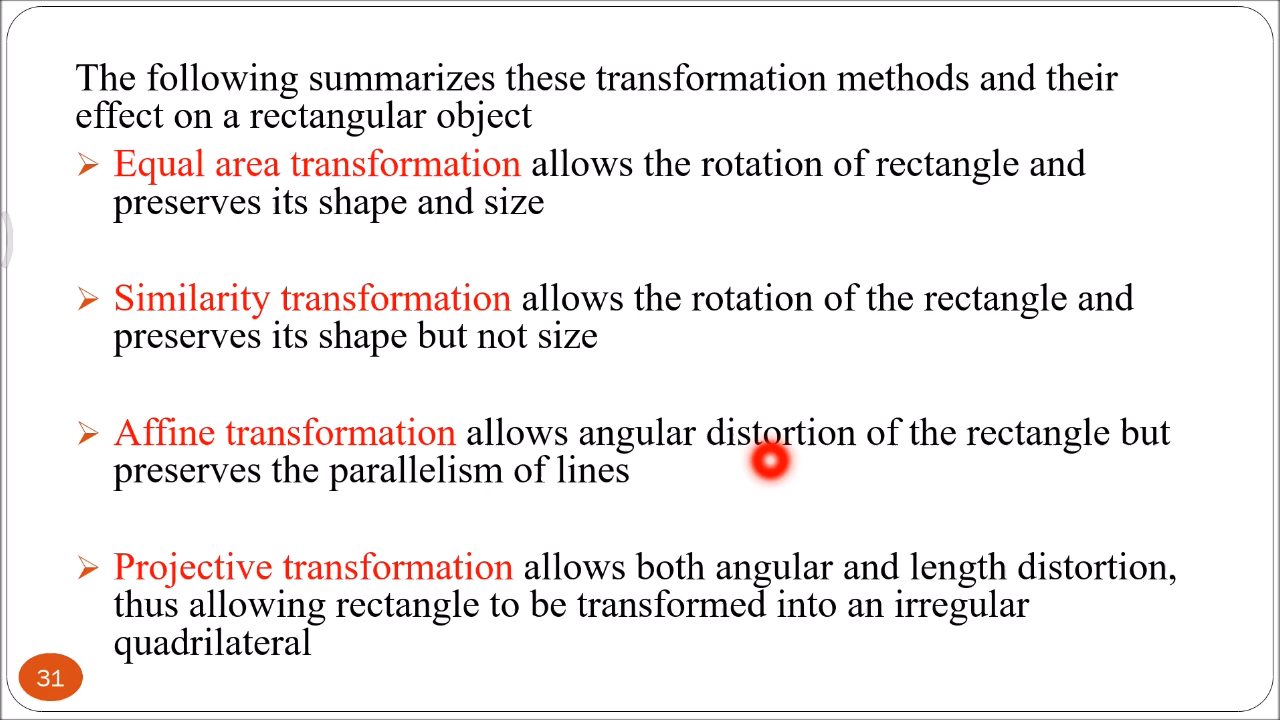 The following summarizes these transformation methods and their
effect on a rectangular object
Equal area transformation allows the rotation of rectangle and
preserves its shape and size
Similarity transformation allows the rotation of the rectangle and
preserves its shape but not size
Affine transformation allows angular distortion of the rectangle but
preserves the parallelism of lines
Projective transformation allows both angular and length distortion,
thus allowing rectangle to be transformed into an irregular
quadrilateral
31